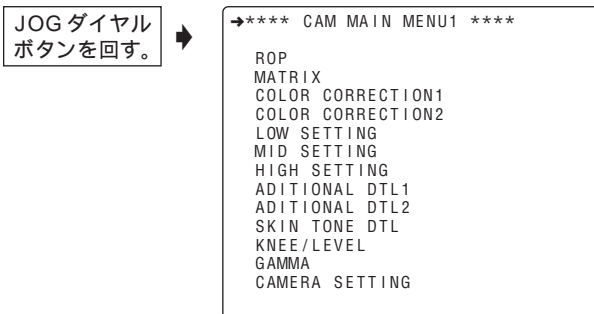 JOGダイヤル
ボタンを回す。
➔**** CAM MAIN MENU1 ****
ROP
MATRIX
COLOR CORRECTION1
COLOR CORRECTION2
LOW SETTING
MID SETTING
HIGH SETTING
ADITIONAL DTL1
ADITIONAL DTL2
SKIN TONE DTL
KNEE/LEVEL
GAMMA
CAMERA SETTING